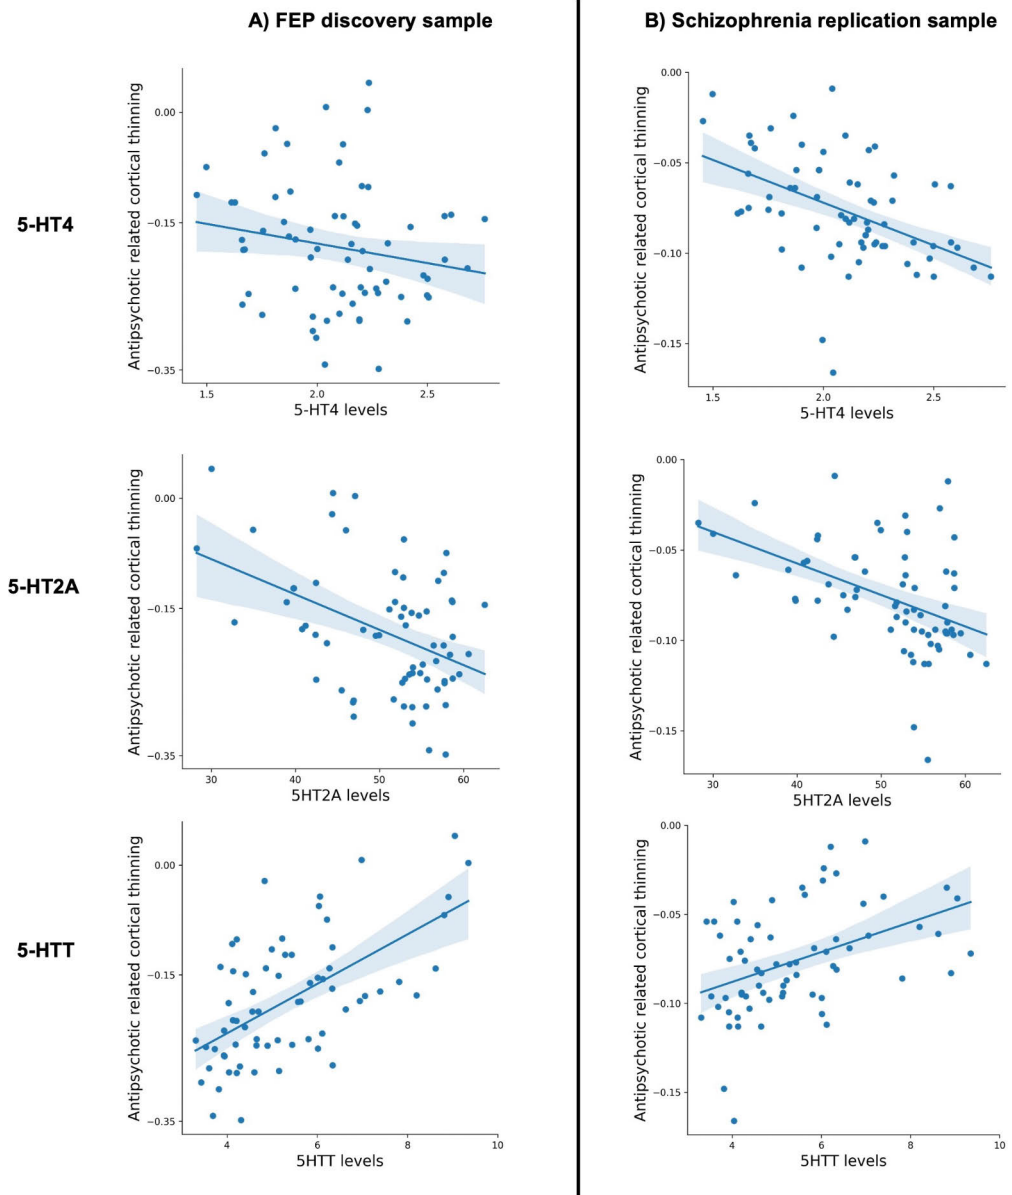 A) FEP discovery sample
B) Schizophrenia replication sample
5-HT4
Antipsychotic related cortical thinning
0.00
−0.15
−0.35
1.5 2.0 2.5
5-HT4 levels
Antipsychotic related cortical thinning
0.00
−0.05
−0.10
−0.15
1.5 2.0 2.5
5-HT4 levels
5-HT2A
Antipsychotic related cortical thinning
0.00
−0.15
−0.35
30 40 50 60
5HT2A levels
Antipsychotic related cortical thinning
0.00
−0.05
−0.10
−0.15
30 40 50 60
5HT2A levels
5-HTT
Antipsychotic related cortical thinning
0.00
−0.15
−0.35
4 6 8 10
5HTT levels
Antipsychotic related cortical thinning
0.00
−0.05
−0.10
−0.15
4 6 8 10
5HTT levels